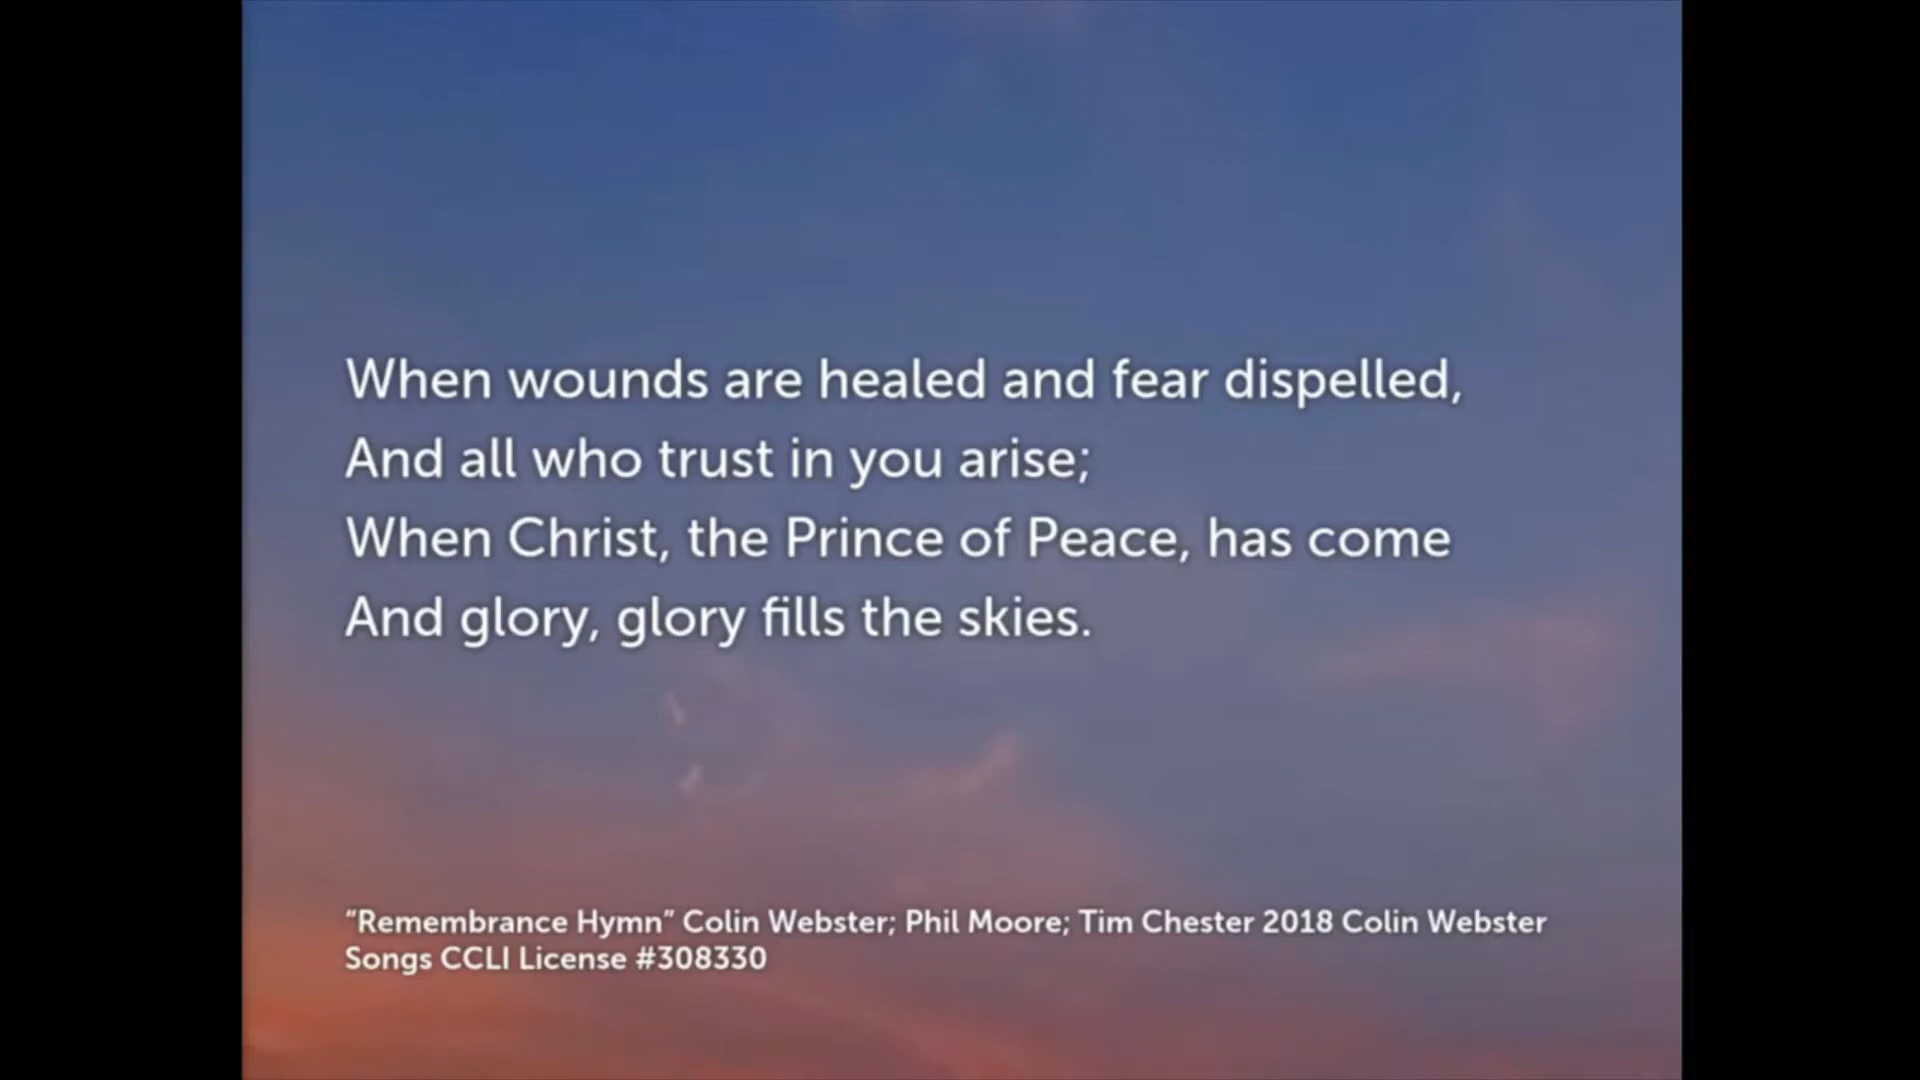 When wounds are healed and fear dispelled,
And all who trust in you arise;
When Christ, the Prince of Peace, has come
And glory, glory fills the skies.
“Remembrance Hymn” Colin Webster; Phil Moore; Tim Chester 2018 Colin Webster
Songs CCLI License #308330